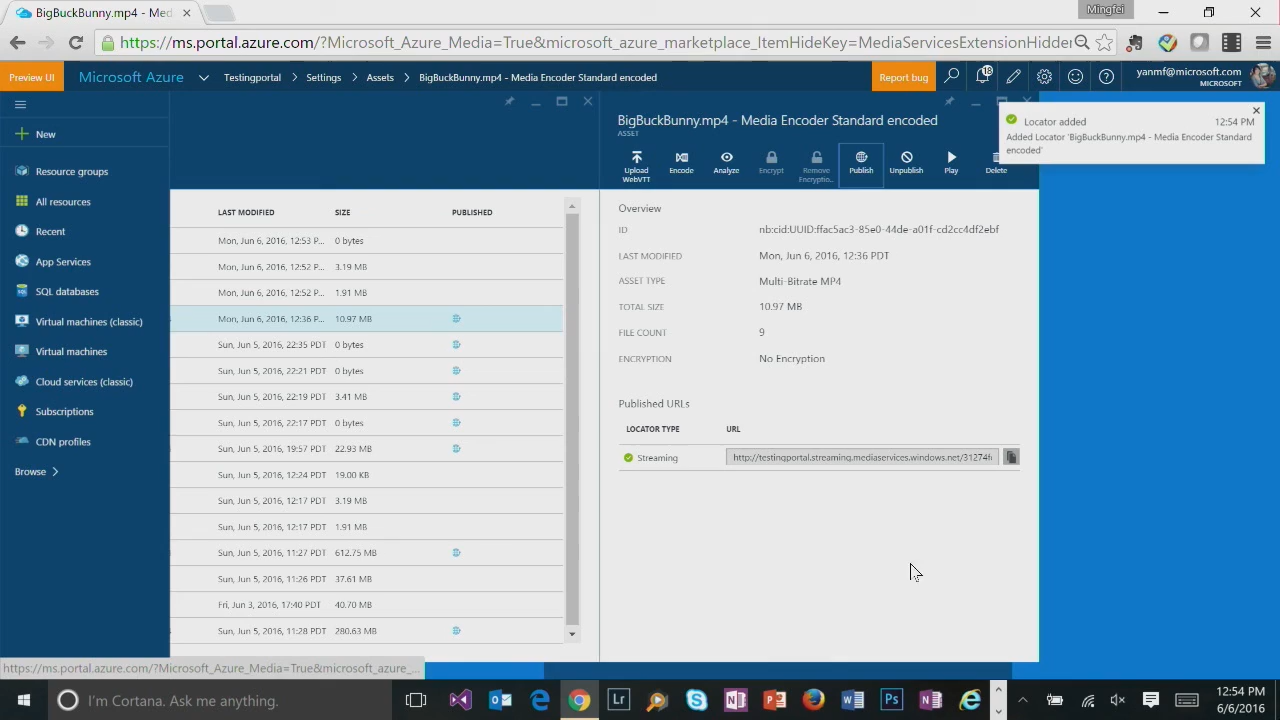 Mingfei
BigBuckBunny.mp4 - Med
https://ms.portal.azure.com/?Microsoft_Azure_Media=True&microsoft_azure_marketplace_ItemHideKey=MediaServicesExtensionHidden
Preview UI
Microsoft Azure
Testingportal
Settings
Assets
BigBuckBunny.mp4 - Media Encoder Standard encoded
Report bug
18
yanmf@microsoft.com
MICROSOFT
New
Resource groups
All resources
Recent
App Services
SQL databases
Virtual machines (classic)
Virtual machines
Cloud services (classic)
Subscriptions
CDN profiles
Browse
LAST MODIFIED SIZE PUBLISHED
Mon, Jun 6, 2016, 12:53 P... 0 bytes
Mon, Jun 6, 2016, 12:52 P... 3.19 MB
Mon, Jun 6, 2016, 12:52 P... 1.91 MB
Mon, Jun 6, 2016, 12:36 P... 10.97 MB
Sun, Jun 5, 2016, 22:35 PDT 0 bytes
Sun, Jun 5, 2016, 22:21 PDT 0 bytes
Sun, Jun 5, 2016, 22:19 PDT 3.41 MB
Sun, Jun 5, 2016, 22:17 PDT 0 bytes
Sun, Jun 5, 2016, 19:57 PDT 22.93 MB
Sun, Jun 5, 2016, 12:24 PDT 19.00 KB
Sun, Jun 5, 2016, 12:17 PDT 3.19 MB
Sun, Jun 5, 2016, 12:17 PDT 1.91 MB
Sun, Jun 5, 2016, 11:27 PDT 612.75 MB
Sun, Jun 5, 2016, 11:26 PDT 37.61 MB
Fri, Jun 3, 2016, 17:40 PDT 40.70 MB
Sun, Jun 5, 2016, 11:28 PDT 280.63 MB
BigBuckBunny.mp4 - Media Encoder Standard encoded
ASSET
Upload WebVTT
Encode
Analyze
Encrypt
Remove Encryptio...
Publish
Unpublish
Play
Delete
Overview
ID nb:cid:UUID:ffac5ac3-85e0-44de-a01f-cd2cc4df2ebf
LAST MODIFIED Mon, Jun 6, 2016, 12:36 PDT
ASSET TYPE Multi-Bitrate MP4
TOTAL SIZE 10.97 MB
FILE COUNT 9
ENCRYPTION No Encryption
Published URLs
LOCATOR TYPE URL
Streaming http://testingportal.streaming.mediaservices.windows.net/31274f
Locator added 12:54 PM
Added Locator 'BigBuckBunny.mp4 - Media Encoder Standard
encoded'
https://ms.portal.azure.com/?Microsoft_Azure_Media=True&microsoft_azure_...
I'm Cortana. Ask me anything.
12:54 PM
6/6/2016